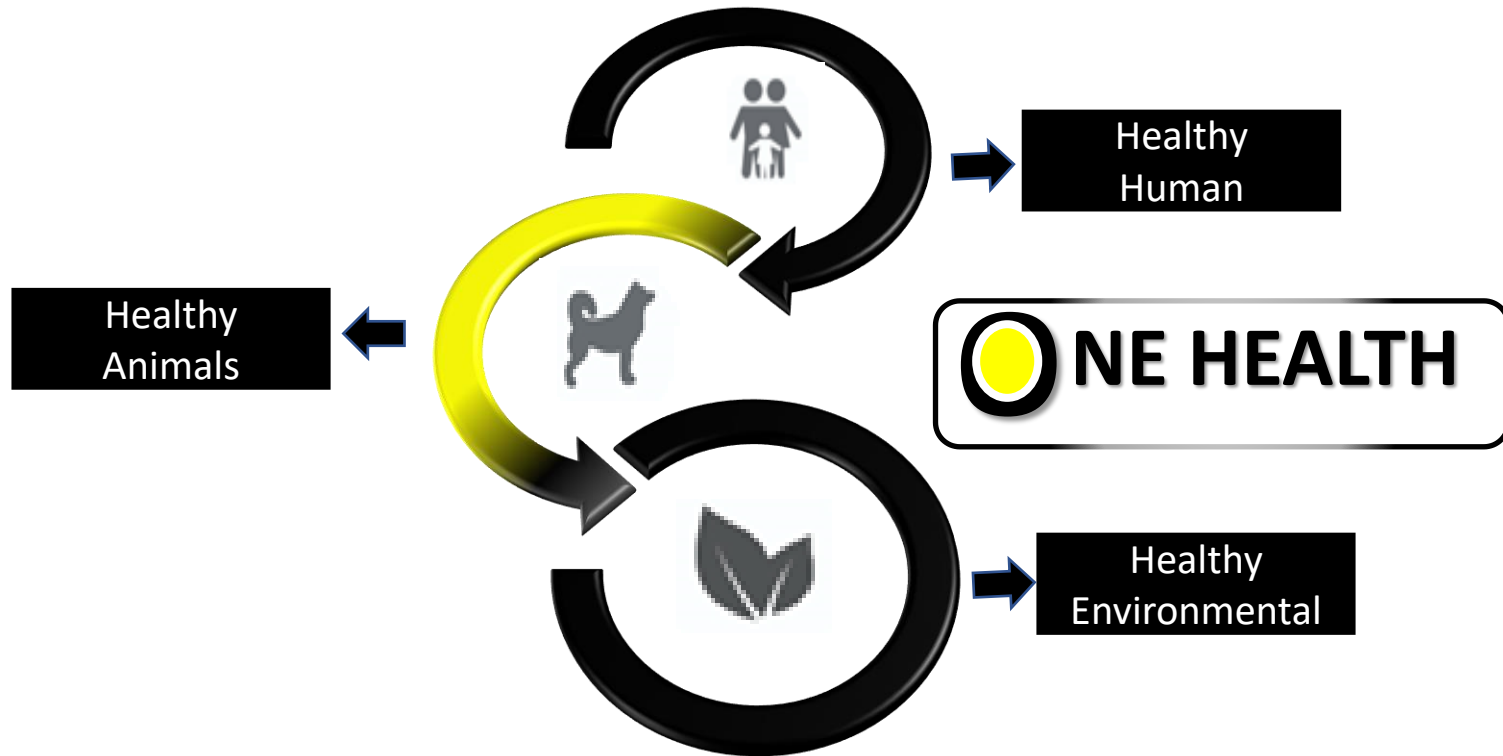 Healthy
Human
Healthy
Animals
ONE HEALTH
Healthy
Environmental